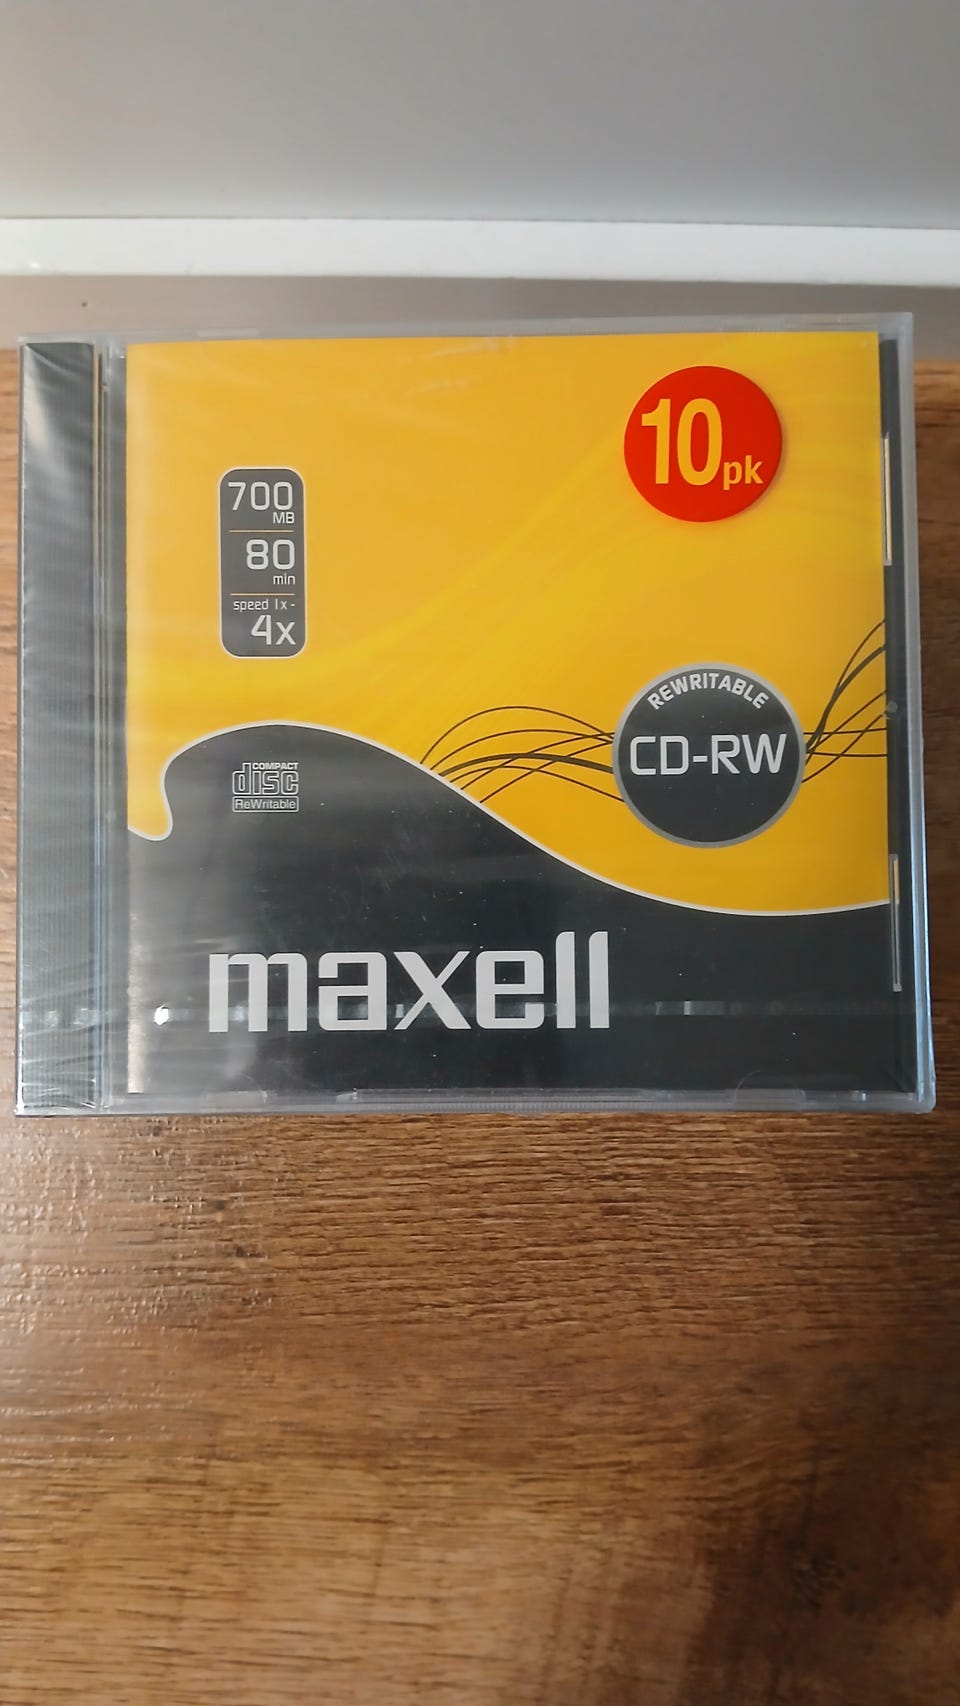 10pk
700
MB
80
min
speed 1x-
4x
REWRITABLE
CD-RW
COMPACT
disc
ReWritable
maxell